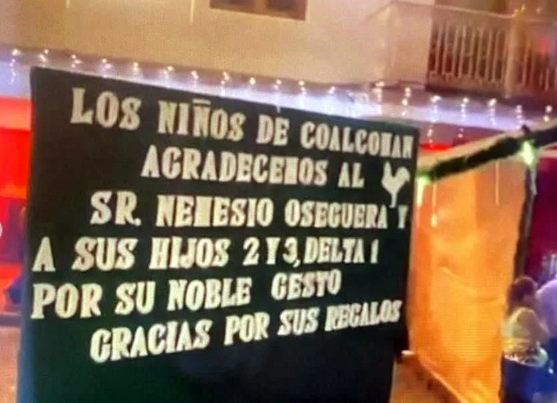 LOS NIÑOS DE COALCOMAN
AGRADECEMOS AL
SR. NEMESIO OSEGUERA Y
A SUS HIJOS 2 Y 3, DELTA 1
POR SU NOBLE GESTO
GRACIAS POR SUS REGALOS